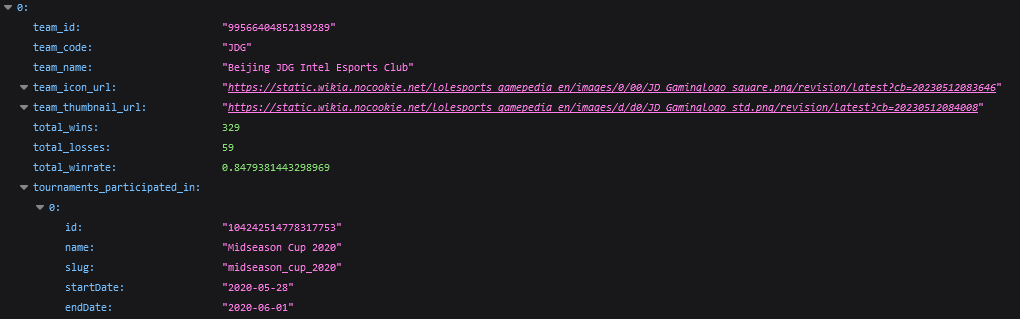 0:
team_id: "99566404852189289"
team_code: "JDG"
team_name: "Beijing JDG Intel Esports Club"
team_icon_url: "https://static.wikia.nocookie.net/lolesports_gamepedia_en/images/0/00/JD_GamingLogo_square.png/revision/latest?cb=20230512083646"
team_thumbnail_url: "https://static.wikia.nocookie.net/lolesports_gamepedia_en/images/d/d0/JD_GamingLogo_std.png/revision/latest?cb=20230512084008"
total_wins: 329
total_losses: 59
total_winrate: 0.8479381443298969
tournaments_participated_in:
0:
id: "104242514778317753"
name: "Midseason Cup 2020"
slug: "midseason_cup_2020"
startDate: "2020-05-28"
endDate: "2020-06-01"